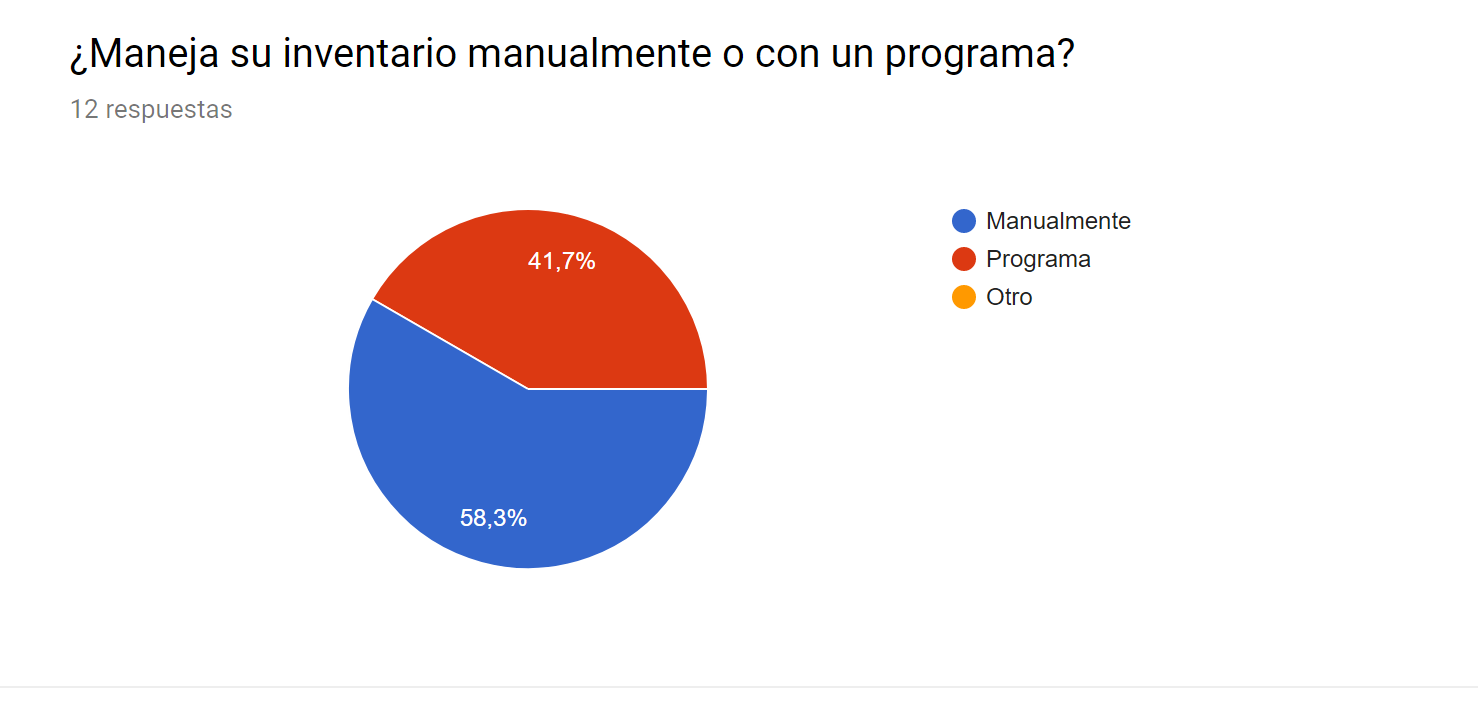 ¿Maneja su inventario manualmente o con un programa?
12 respuestas
41,7%
58,3%
Manualmente
Programa
Otro